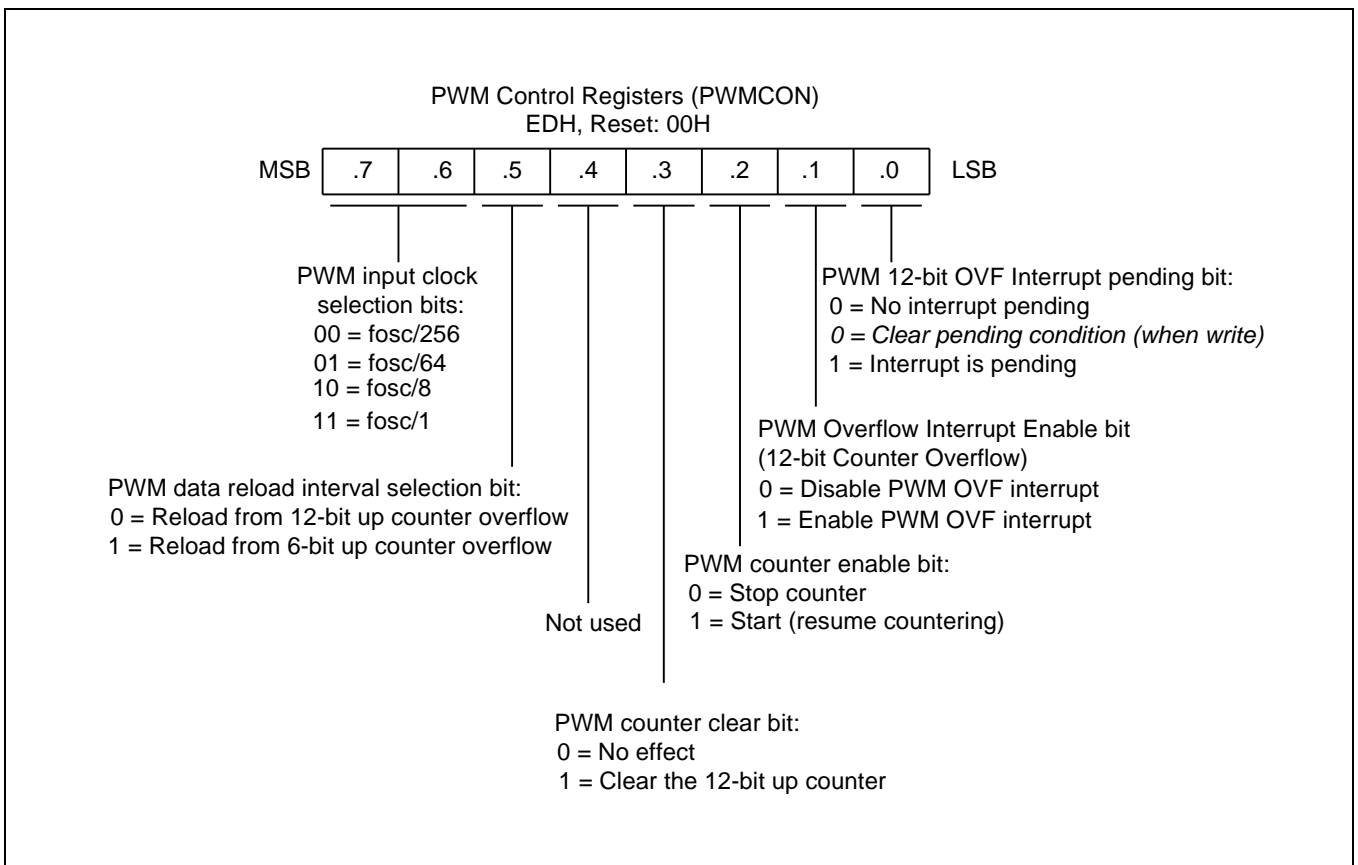 PWM Control Registers (PWMCON)
EDH, Reset: 00H
MSB .7 .6 .5 .4 .3 .2 .1 .0 LSB
PWM input clock
selection bits:
00 = fosc/256
01 = fosc/64
10 = fosc/8
11 = fosc/1
PWM 12-bit OVF Interrupt pending bit:
0 = No interrupt pending
0 = Clear pending condition (when write)
1 = Interrupt is pending
PWM Overflow Interrupt Enable bit
(12-bit Counter Overflow)
0 = Disable PWM OVF interrupt
1 = Enable PWM OVF interrupt
PWM data reload interval selection bit:
0 = Reload from 12-bit up counter overflow
1 = Reload from 6-bit up counter overflow
PWM counter enable bit:
0 = Stop counter
1 = Start (resume countering)
Not used
PWM counter clear bit:
0 = No effect
1 = Clear the 12-bit up counter